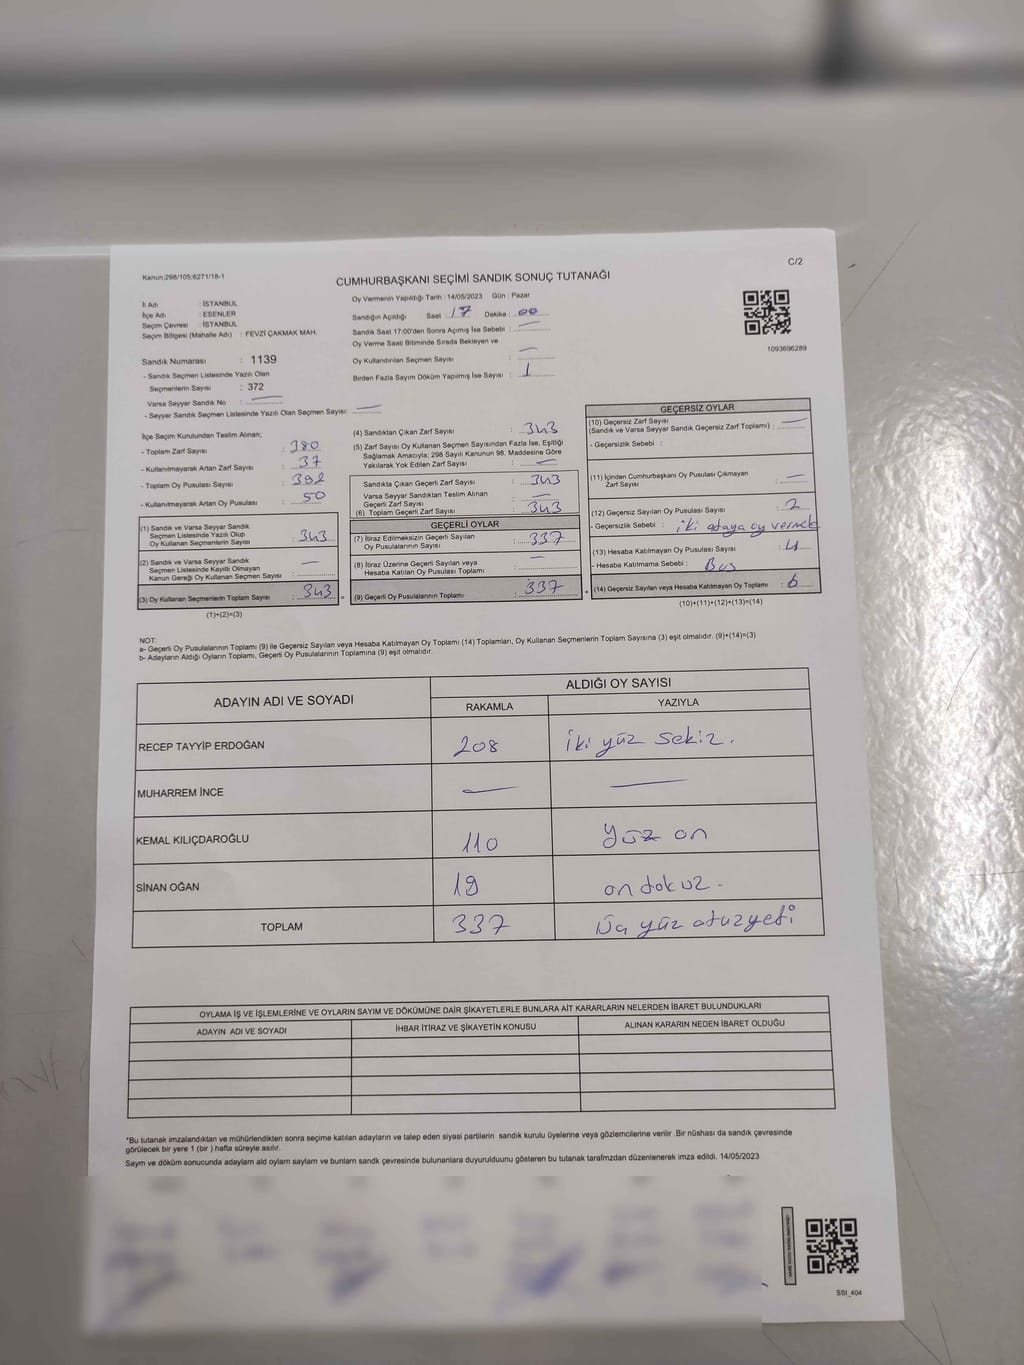 Kanun:298/105;6271/18-1
C/2
CUMHURBAŞKANI SEÇİMİ SANDIK SONUÇ TUTANAĞI
İl Adı : İSTANBUL
İlçe Adı : ESENLER
Seçim Çevresi : İSTANBUL
Seçim Bölgesi (Mahalle Adı) : FEVZİ ÇAKMAK MAH.
Sandık Numarası : 1139
- Sandık Seçmen Listesinde Yazılı Olan
Seçmenlerin Sayısı : 372
Varsa Seyyar Sandık No : —
- Seyyar Sandık Seçmen Listesinde Yazılı Olan Seçmen Sayısı: —
Oy Vermenin Yapıldığı Tarih : 14/05/2023 Gün : Pazar
Sandığın Açıldığı Saat : 17 Dakika : 00
Sandık Saat 17:00'den Sonra Açımış İse Sebebi : —
Oy Verme Saati Bitiminde Sırada Bekleyen ve
Oy Kullandırılan Seçmen Sayısı : —
Birden Fazla Sayım Döküm Yapılmış İse Sayısı : 1
1093696289
İlçe Seçim Kurulundan Teslim Alınan;
- Toplam Zarf Sayısı : 380
- Kullanılmayarak Artan Zarf Sayısı : 37
- Toplam Oy Pusulası Sayısı :
- Kullanılmayarak Artan Oy Pusulası : 50
(1) Sandık ve Varsa Seyyar Sandık
Seçmen Listesinde Yazılı Olup
Oy Kullanan Seçmenlerin Sayısı : 343
(2) Sandık ve Varsa Seyyar Sandık
Seçmen Listesinde Kayıtlı Olmayan
Kanun Gereği Oy Kullanan Seçmen Sayısı : —
(3) Oy Kullanan Seçmenlerin Toplam Sayısı : 343 =
(1)+(2)=(3)
(4) Sandıktan Çıkan Zarf Sayısı : 343
(5) Zarf Sayısı Oy Kullanan Seçmen Sayısından Fazla İse, Eşitliği
Sağlamak Amacıyla; 298 Sayılı Kanunun 98. Maddesine Göre
Yakılarak Yok Edilen Zarf Sayısı : —
Sandıkta Çıkan Geçerli Zarf Sayısı : 343
Varsa Seyyar Sandıktan Teslim Alınan
Geçerli Zarf Sayısı : —
(6) Toplam Geçerli Zarf Sayısı : 343
GEÇERLİ OYLAR
(7) İtiraz Edilmeksizin Geçerli Sayılan
Oy Pusulalarının Sayısı : 337
(8) İtiraz Üzerine Geçerli Sayılan veya
Hesaba Katılan Oy Pusulası Toplamı : —
(9) Geçerli Oy Pusulalarının Toplamı : 337 +
GEÇERSİZ OYLAR
(10) Geçersiz Zarf Sayısı
(Sandık ve Varsa Seyyar Sandık Geçersiz Zarf Toplamı) : —
- Geçersizlik Sebebi :
(11) İçinden Cumhurbaşkanı Oy Pusulası Çıkmayan
Zarf Sayısı : —
(12) Geçersiz Sayılan Oy Pusulası Sayısı : 2
- Geçersizlik Sebebi : iki adaya oy vermek
(13) Hesaba Katılmayan Oy Pusulası Sayısı : 4
- Hesaba Katılmama Sebebi : Boş
(14) Geçersiz Sayılan veya Hesaba Katılmayan Oy Toplamı : 6
(10)+(11)+(12)+(13)=(14)
NOT:
a- Geçerli Oy Pusulalarının Toplamı (9) ile Geçersiz Sayılan veya Hesaba Katılmayan Oy Toplamı (14) Toplamları, Oy Kullanan Seçmenlerin Toplam Sayısına (3) eşit olmalıdır. (9)+(14)=(3)
b- Adayların Aldığı Oyların Toplamı, Geçerli Oy Pusulalarının Toplamına (9) eşit olmalıdır.
ADAYIN ADI VE SOYADI
ALDIĞI OY SAYISI
RAKAMLA YAZIYLA
RECEP TAYYİP ERDOĞAN 208 iki yüz sekiz.
MUHARREM İNCE — —
KEMAL KILIÇDAROĞLU 110 yüz on
SİNAN OĞAN 19 on dokuz.
TOPLAM 337 Üç yüz otuzyedi
OYLAMA İŞ VE İŞLEMLERİNE VE OYLARIN SAYIM VE DÖKÜMÜNE DAİR ŞİKAYETLERLE BUNLARA AİT KARARLARIN NELERDEN İBARET BULUNDUKLARI
ADAYIN ADI VE SOYADI İHBAR İTİRAZ VE ŞİKAYETİN KONUSU ALINAN KARARIN NEDEN İBARET OLDUĞU
*Bu tutanak imzalandıktan ve mühürlendikten sonra seçime katılan adayların ve talep eden siyasi partilerin sandık kurulu üyelerine veya gözlemcilerine verilir .Bir nüshası da sandık çevresinde
görülecek bir yere 1 (bir ) hafta süreyle asılır.
Sayım ve döküm sonucunda adayların ald oyların sayların ve bunların sandk çevresinde bulunanlara duyurulduunu gösteren bu tutanak tarafmzdan düzenlenerek imza edildi. 14/05/2023
SSI_404